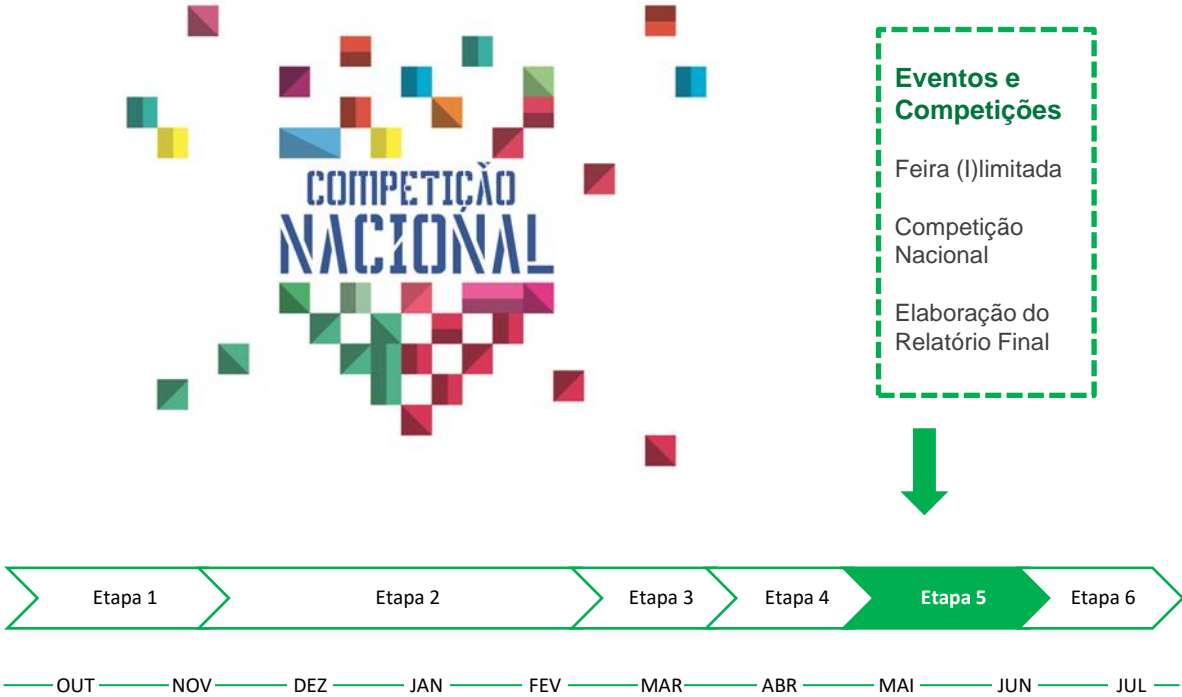 COMPETIÇÃO
NACIONAL
Eventos e
Competições
Feira (I)limitada
Competição
Nacional
Elaboração do
Relatório Final
Etapa 1 Etapa 2 Etapa 3 Etapa 4 Etapa 5 Etapa 6
OUT NOV DEZ JAN FEV MAR ABR MAI JUN JUL